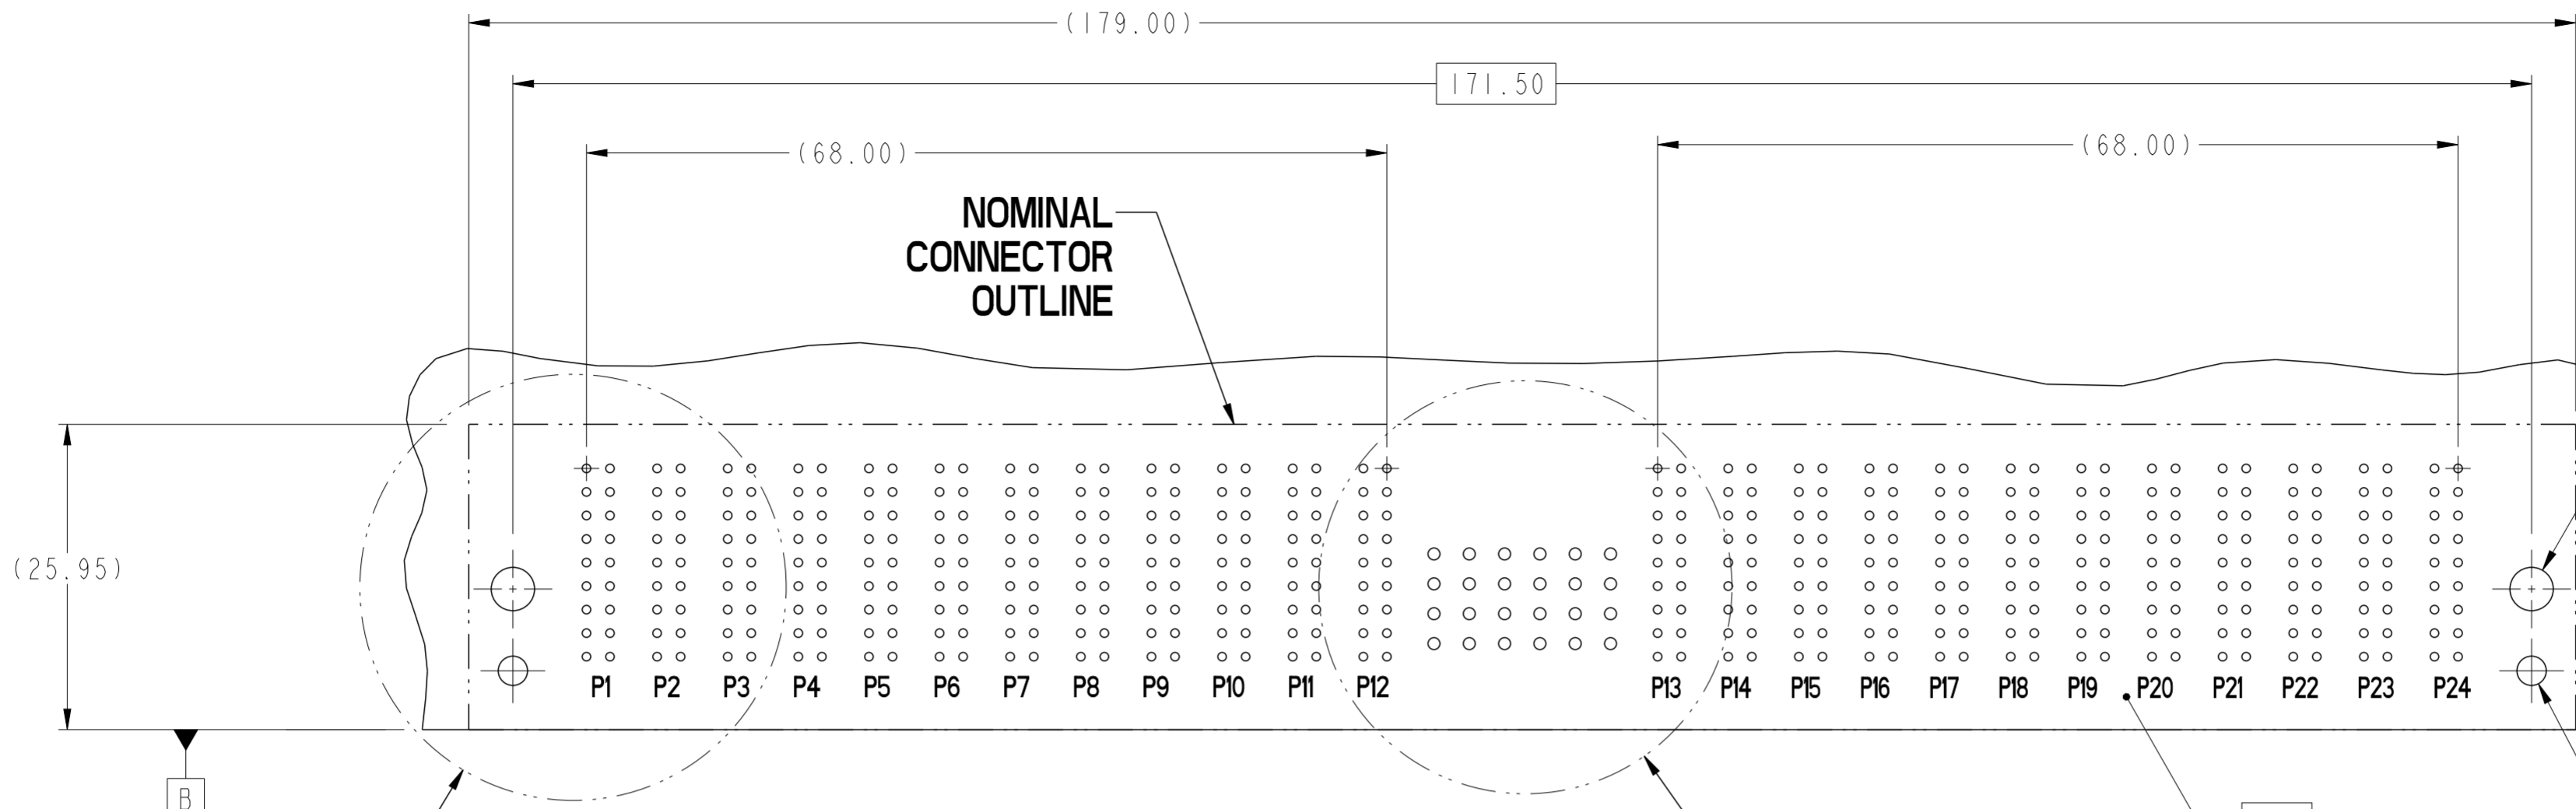 (179.00)
171.50
(68.00)
(68.00)
NOMINAL
CONNECTOR
OUTLINE
(25.95)
P1 P2 P3 P4 P5 P6 P7 P8 P9 P10 P11 P12 P13 P14 P15 P16 P17 P18 P19 P20 P21 P22 P23 P24
B